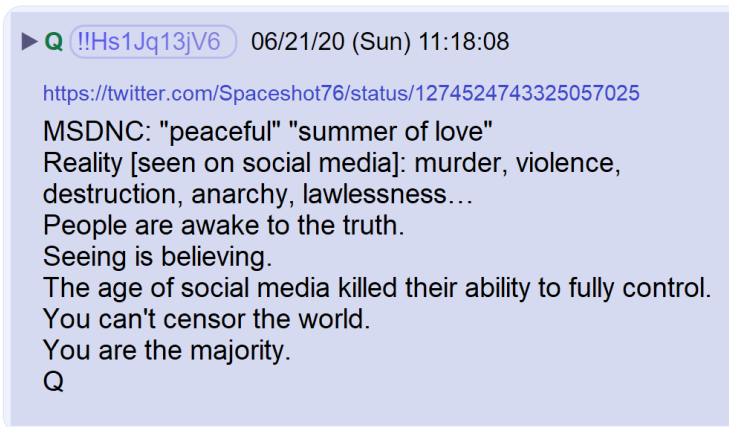 Q !!Hs1Jq13jV6 06/21/20 (Sun) 11:18:08
https://twitter.com/Spaceshot76/status/1274524743325057025
MSDNC: "peaceful" "summer of love"
Reality [seen on social media]: murder, violence,
destruction, anarchy, lawlessness…
People are awake to the truth.
Seeing is believing.
The age of social media killed their ability to fully control.
You can't censor the world.
You are the majority.
Q